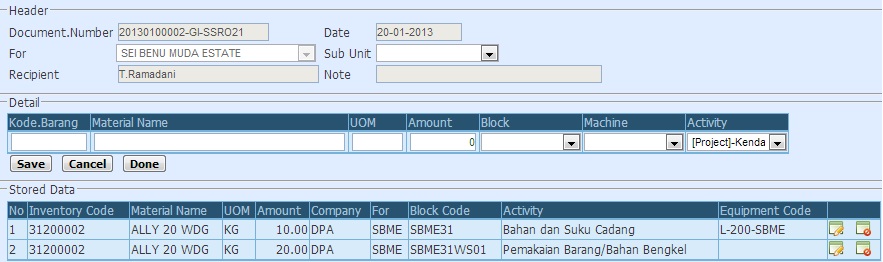 Header
Document.Number 20130100002-GI-SSRO21 Date 20-01-2013
For SEI BENU MUDA ESTATE Sub Unit
Recipient T.Ramadani Note
Detail
Kode.Barang Material Name UOM Amount Block Machine Activity
0 [Project]-Kenda
Save Cancel Done
Stored Data
No Inventory Code Material Name UOM Amount Company For Block Code Activity Equipment Code
1 31200002 ALLY 20 WDG KG 10.00 DPA SBME SBME31 Bahan dan Suku Cadang L-200-SBME
2 31200002 ALLY 20 WDG KG 20.00 DPA SBME SBME31WS01 Pemakaian Barang/Bahan Bengkel